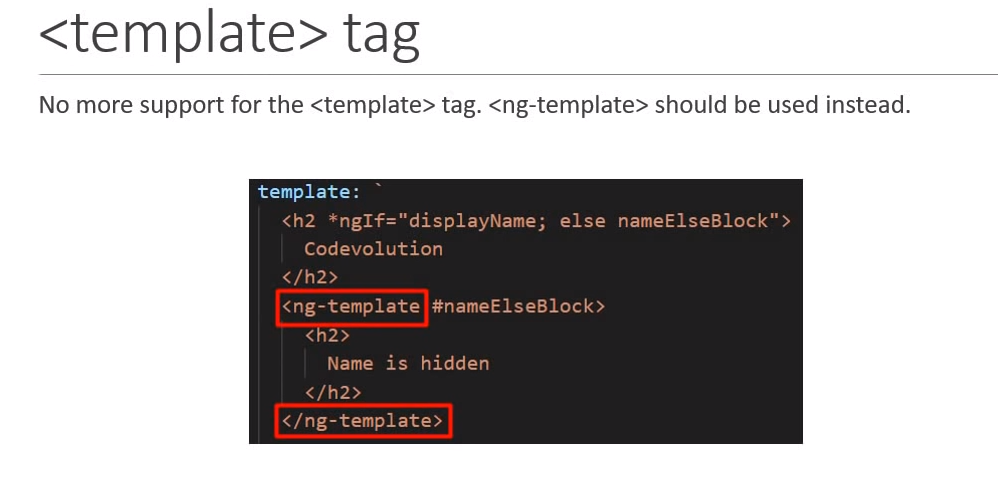 <template> tag
No more support for the <template> tag. <ng-template> should be used instead.
template: `
<h2 *ngIf="displayName; else nameElseBlock">
Codevolution
</h2>
<ng-template #nameElseBlock>
<h2>
Name is hidden
</h2>
</ng-template>